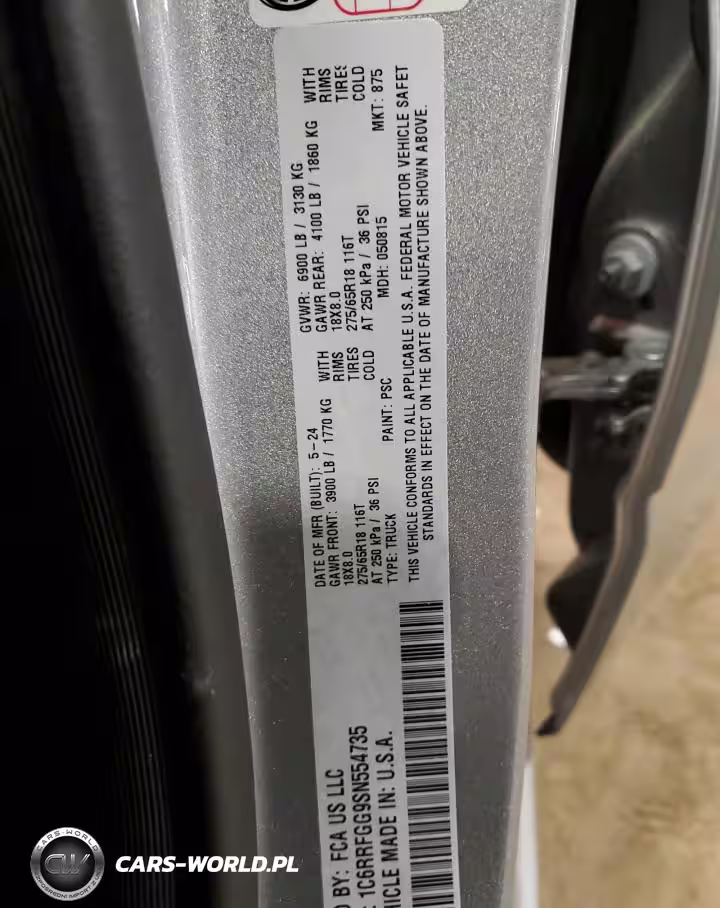 D BY: FCA US LLC
: 1C6RRFGG9SN554735
HICLE MADE IN: U.S.A.
DATE OF MFR (BUILT): 5-24 GVWR: 6900 LB / 3130 KG
GAWR FRONT: 3900 LB / 1770 KG WITH GAWR REAR: 4100 LB / 1860 KG WITH
18X8.0 RIMS 18X8.0 RIMS
275/65R18 116T TIRES 275/65R18 116T TIRES
AT 250 kPa / 36 PSI COLD AT 250 kPa / 36 PSI COLD
TYPE: TRUCK PAINT: PSC MDH: 050815 MKT: 875
THIS VEHICLE CONFORMS TO ALL APPLICABLE U.S.A. FEDERAL MOTOR VEHICLE SAFET
STANDARDS IN EFFECT ON THE DATE OF MANUFACTURE SHOWN ABOVE.
CARS-WORLD
CW
CARS-WORLD.PL